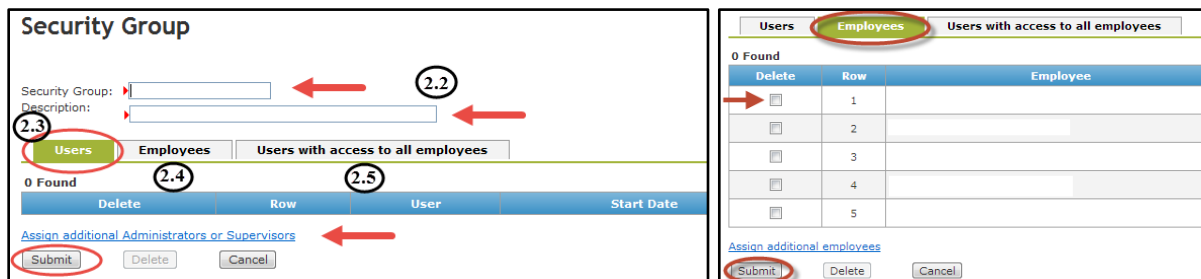 Security Group
2.2
Security Group:
Description:
2.3
Users Employees Users with access to all employees
2.4 2.5
0 Found
Delete Row User Start Date
Assign additional Administrators or Supervisors
Submit Delete Cancel
Users Employees Users with access to all employees
0 Found
Delete Row Employee
1
2
3
4
5
Assign additional employees
Submit Delete Cancel